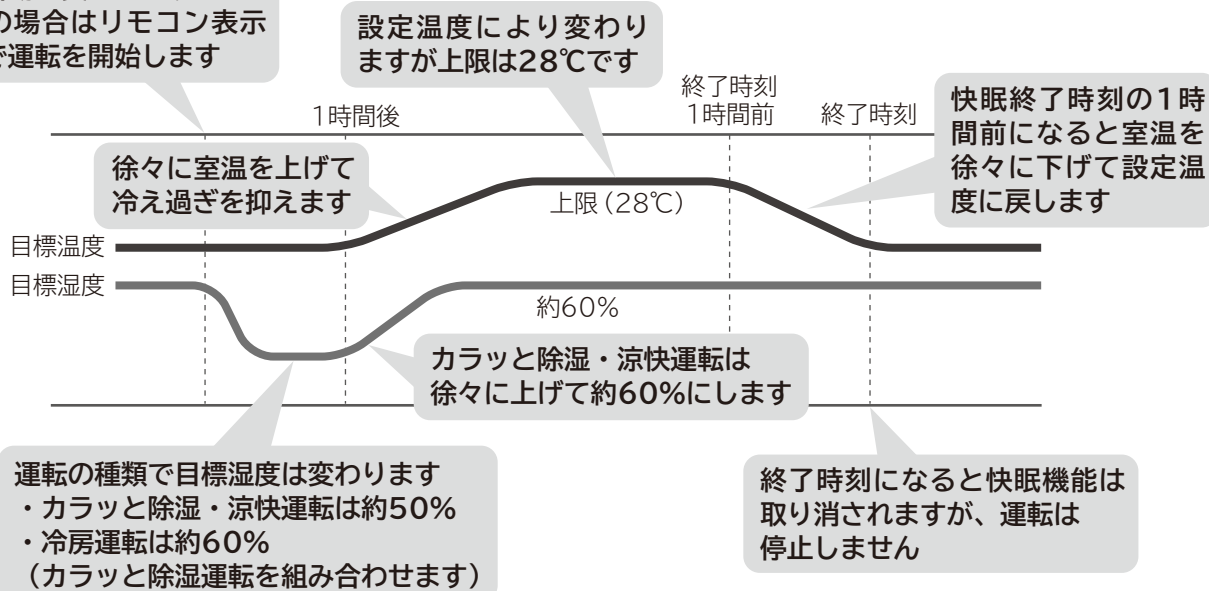 の場合はリモコン表示
で運転を開始します
設定温度により変わり
ますが上限は28℃です
1時間後
終了時刻
1時間前
終了時刻
快眠終了時刻の1時
間前になると室温を
徐々に下げて設定温
度に戻します
徐々に室温を上げて
冷え過ぎを抑えます
上限(28℃)
目標温度
目標湿度
約60%
カラッと除湿・涼快運転は
徐々に上げて約60%にします
運転の種類で目標湿度は変わります
・カラッと除湿・涼快運転は約50%
・冷房運転は約60%
(カラッと除湿運転を組み合わせます)
終了時刻になると快眠機能は
取り消されますが、運転は
停止しません